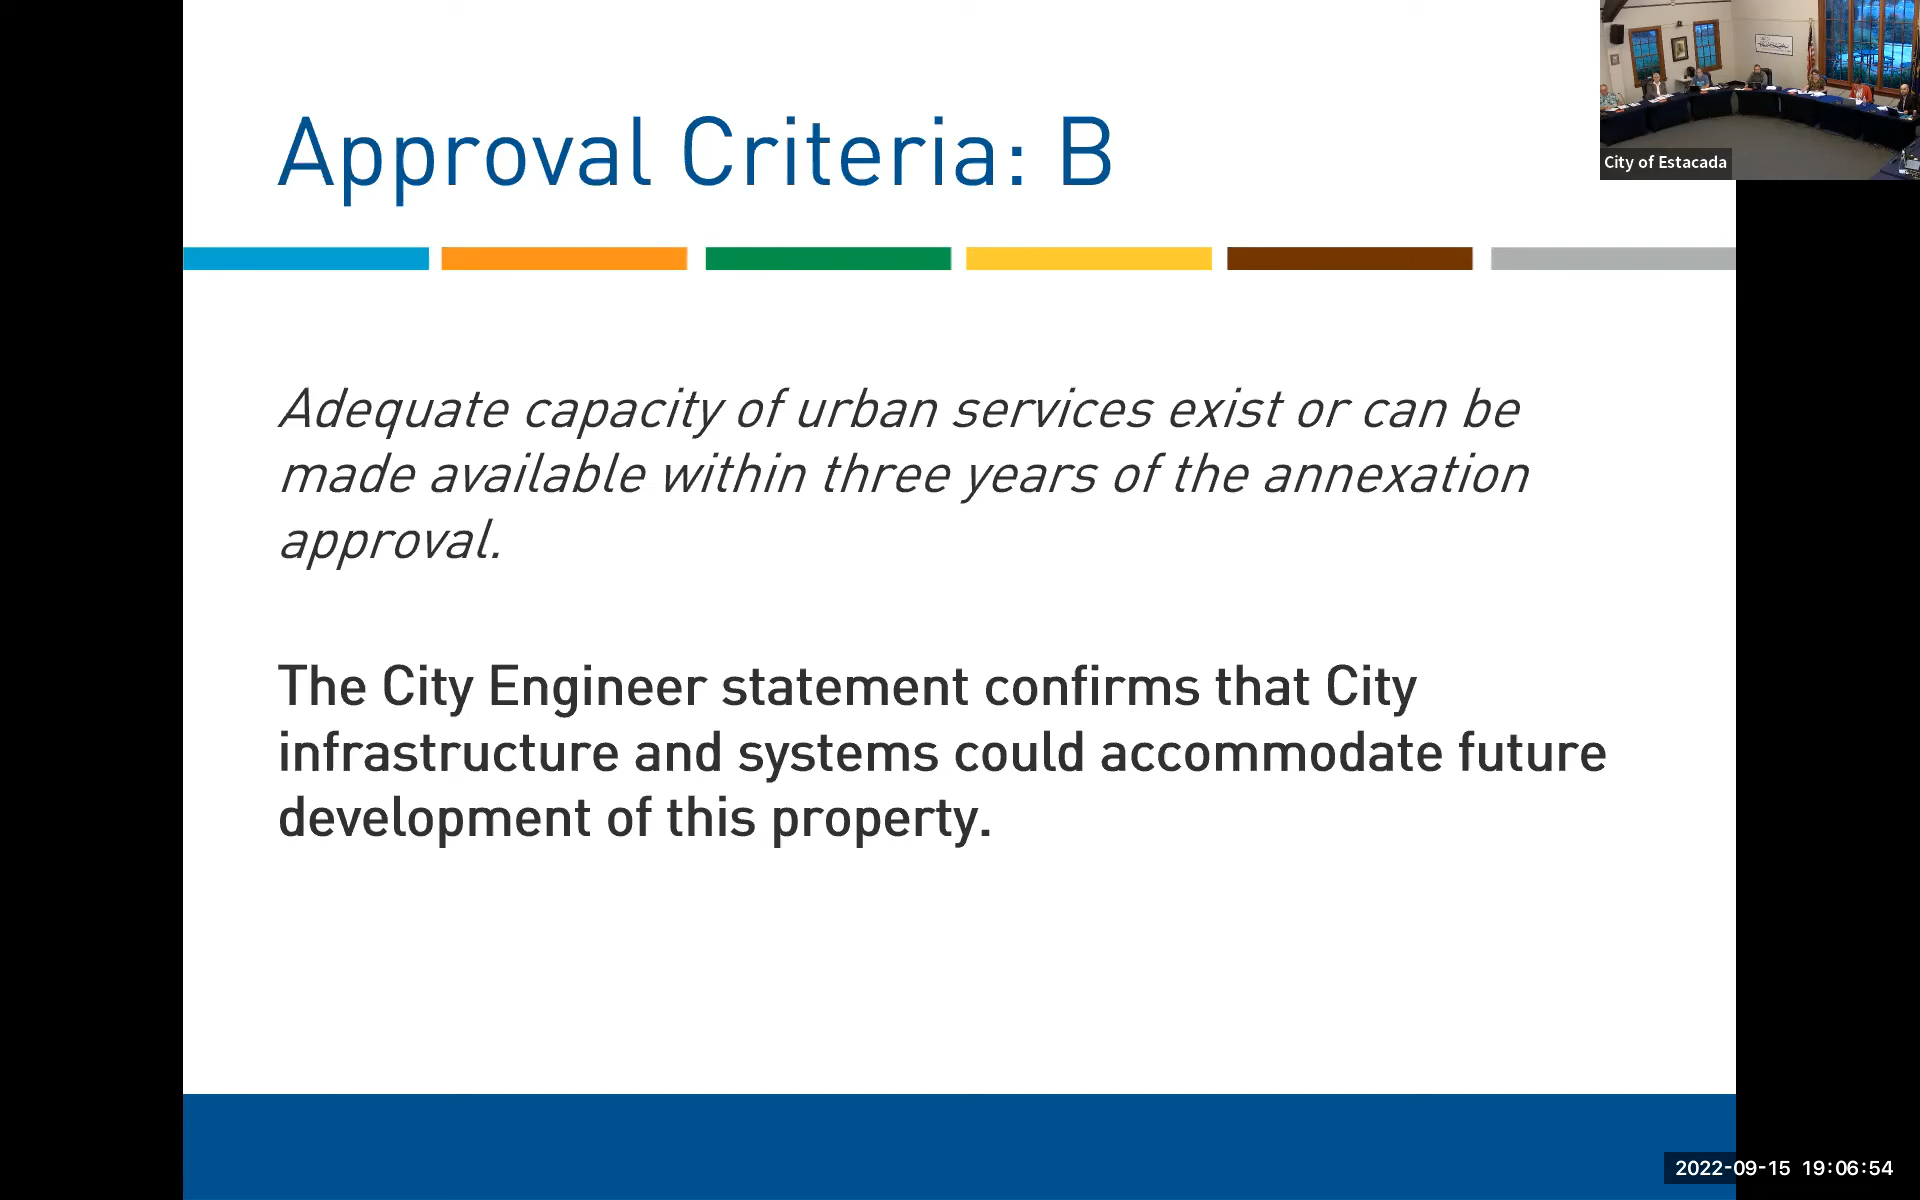 Approval Criteria: B
City of Estacada
Adequate capacity of urban services exist or can be
made available within three years of the annexation
approval.
The City Engineer statement confirms that City
infrastructure and systems could accommodate future
development of this property.
2022-09-15 19:06:54